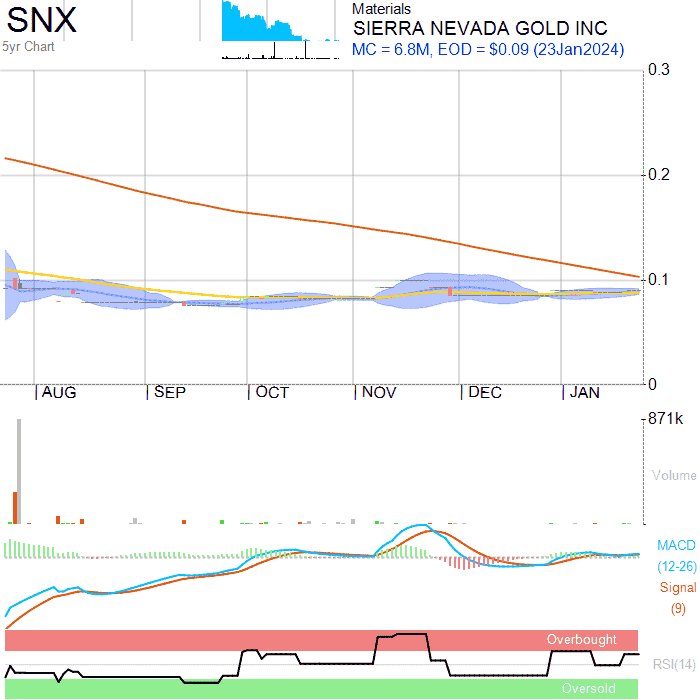 SNX
5yr Chart
Materials
SIERRA NEVADA GOLD INC
MC = 6.8M, EOD = $0.09 (23Jan2024)
0.3
0.2
0.1
0
AUG
SEP
OCT
NOV
DEC
JAN
871k
Volume
MACD
(12-26)
Signal
(9)
Overbought
RSI(14)
Oversold